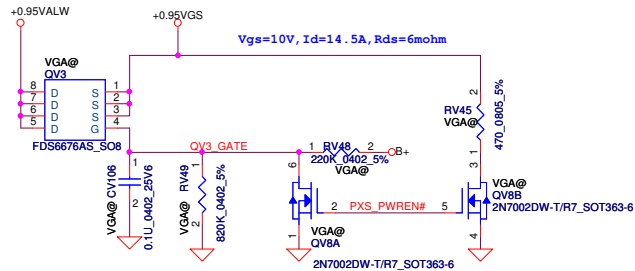 +0.95VALW
+0.95VGS
Vgs=10V,Id=14.5A,Rds=6mohm
VGA@
QV3
8 D S 1
7 D S 2
6 D S 3
5 D G 4
FDS6676AS_SO8
2
RV45
VGA@
470_0805_5%
1
QV3_GATE
1 RV48 2
B+
220K_0402_5%
VGA@
1
VGA@ CV106
0.1U_0402_25V6
2
1
VGA@ RV49
820K_0402_5%
2
6
2 PXS_PWREN# 5
1
VGA@
QV8A
2N7002DW-T/R7_SOT363-6
3
VGA@
QV8B
2N7002DW-T/R7_SOT363-6
4